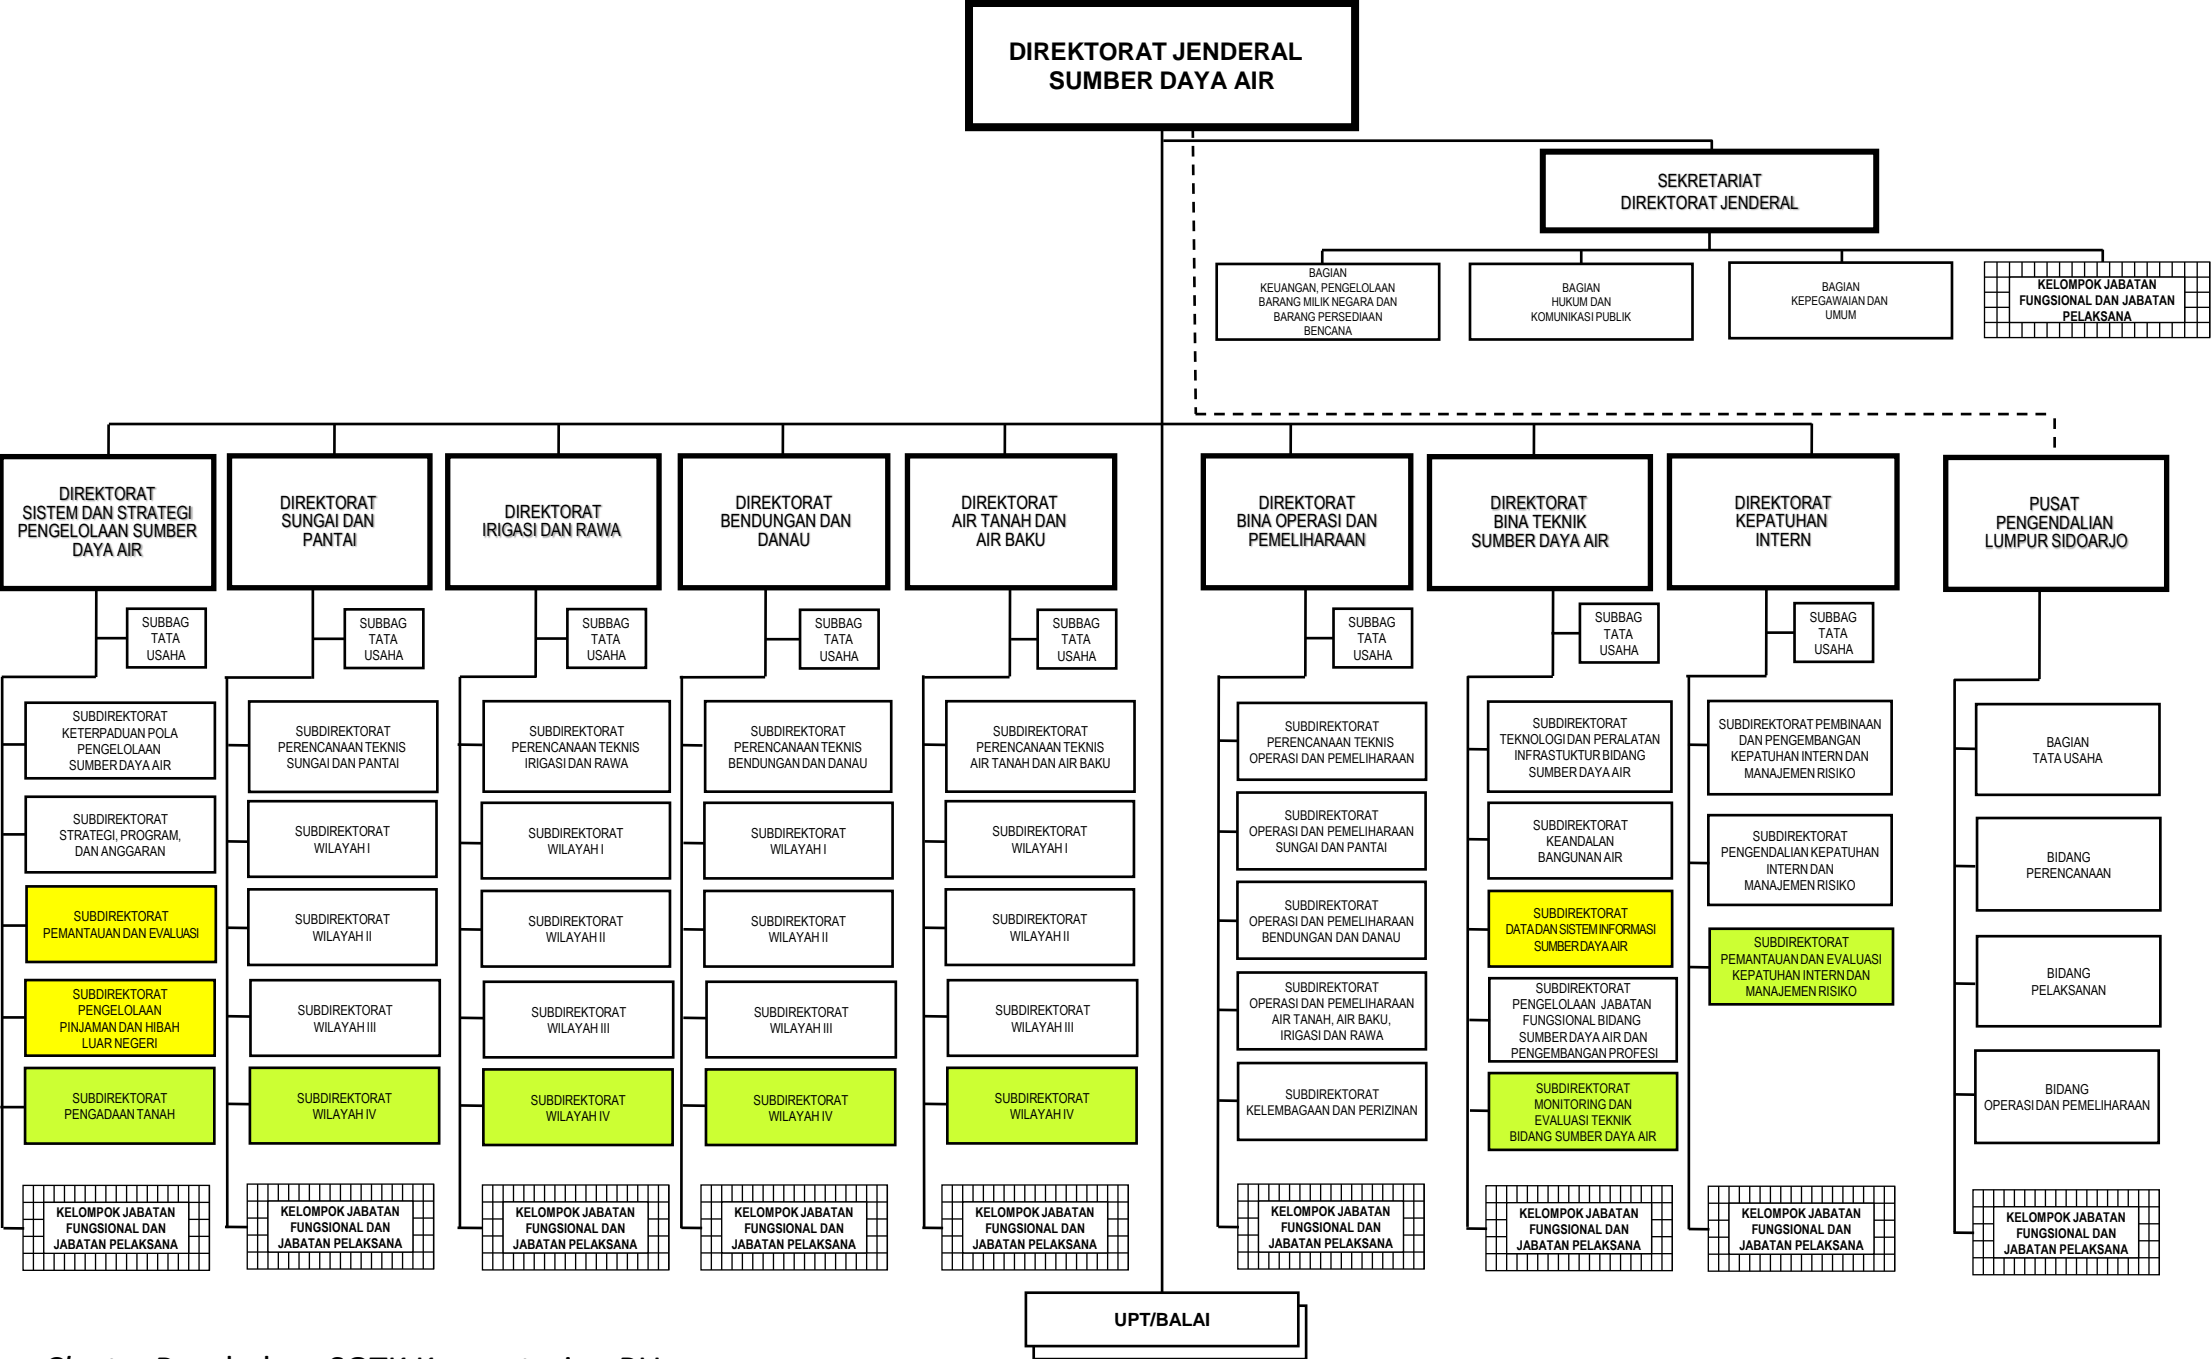 DIREKTORAT JENDERAL
SUMBER DAYA AIR
SEKRETARIAT
DIREKTORAT JENDERAL
BAGIAN
KEUANGAN, PENGELOLAAN
BARANG MILIK NEGARA DAN
BARANG PERSEDIAAN
BENCANA
BAGIAN
HUKUM DAN
KOMUNIKASI PUBLIK
BAGIAN
KEPEGAWAIAN DAN
UMUM
KELOMPOK JABATAN
FUNGSIONAL DAN JABATAN
PELAKSANA
DIREKTORAT
SISTEM DAN STRATEGI
PENGELOLAAN SUMBER
DAYA AIR
SUBBAG
TATA
USAHA
SUBDIREKTORAT
KETERPADUAN POLA
PENGELOLAAN
SUMBER DAYA AIR
SUBDIREKTORAT
STRATEGI, PROGRAM,
DAN ANGGARAN
SUBDIREKTORAT
PEMANTAUAN DAN EVALUASI
SUBDIREKTORAT
PENGELOLAAN
PINJAMAN DAN HIBAH
LUAR NEGERI
SUBDIREKTORAT
PENGADAAN TANAH
KELOMPOK JABATAN
FUNGSIONAL DAN
JABATAN PELAKSANA
DIREKTORAT
SUNGAI DAN
PANTAI
SUBBAG
TATA
USAHA
SUBDIREKTORAT
PERENCANAAN TEKNIS
SUNGAI DAN PANTAI
SUBDIREKTORAT
WILAYAH I
SUBDIREKTORAT
WILAYAH II
SUBDIREKTORAT
WILAYAH III
SUBDIREKTORAT
WILAYAH IV
KELOMPOK JABATAN
FUNGSIONAL DAN
JABATAN PELAKSANA
DIREKTORAT
IRIGASI DAN RAWA
SUBBAG
TATA
USAHA
SUBDIREKTORAT
PERENCANAAN TEKNIS
IRIGASI DAN RAWA
SUBDIREKTORAT
WILAYAH I
SUBDIREKTORAT
WILAYAH II
SUBDIREKTORAT
WILAYAH III
SUBDIREKTORAT
WILAYAH IV
KELOMPOK JABATAN
FUNGSIONAL DAN
JABATAN PELAKSANA
DIREKTORAT
BENDUNGAN DAN
DANAU
SUBBAG
TATA
USAHA
SUBDIREKTORAT
PERENCANAAN TEKNIS
BENDUNGAN DAN DANAU
SUBDIREKTORAT
WILAYAH I
SUBDIREKTORAT
WILAYAH II
SUBDIREKTORAT
WILAYAH III
SUBDIREKTORAT
WILAYAH IV
KELOMPOK JABATAN
FUNGSIONAL DAN
JABATAN PELAKSANA
DIREKTORAT
AIR TANAH DAN
AIR BAKU
SUBBAG
TATA
USAHA
SUBDIREKTORAT
PERENCANAAN TEKNIS
AIR TANAH DAN AIR BAKU
SUBDIREKTORAT
WILAYAH I
SUBDIREKTORAT
WILAYAH II
SUBDIREKTORAT
WILAYAH III
SUBDIREKTORAT
WILAYAH IV
KELOMPOK JABATAN
FUNGSIONAL DAN
JABATAN PELAKSANA
DIREKTORAT
BINA OPERASI DAN
PEMELIHARAAN
SUBBAG
TATA
USAHA
SUBDIREKTORAT
PERENCANAAN TEKNIS
OPERASI DAN PEMELIHARAAN
SUBDIREKTORAT
OPERASI DAN PEMELIHARAAN
SUNGAI DAN PANTAI
SUBDIREKTORAT
OPERASI DAN PEMELIHARAAN
BENDUNGAN DAN DANAU
SUBDIREKTORAT
OPERASI DAN PEMELIHARAAN
AIR TANAH, AIR BAKU,
IRIGASI DAN RAWA
SUBDIREKTORAT
KELEMBAGAAN DAN PERIZINAN
KELOMPOK JABATAN
FUNGSIONAL DAN
JABATAN PELAKSANA
DIREKTORAT
BINA TEKNIK
SUMBER DAYA AIR
SUBBAG
TATA
USAHA
SUBDIREKTORAT
TEKNOLOGI DAN PERALATAN
INFRASTUKTUR BIDANG
SUMBER DAYA AIR
SUBDIREKTORAT
KEANDALAN
BANGUNAN AIR
SUBDIREKTORAT
DATA DAN SISTEM INFORMASI
SUMBER DAYA AIR
SUBDIREKTORAT
PENGELOLAAN JABATAN
FUNGSIONAL BIDANG
SUMBER DAYA AIR DAN
PENGEMBANGAN PROFESI
SUBDIREKTORAT
MONITORING DAN
EVALUASI TEKNIK
BIDANG SUMBER DAYA AIR
KELOMPOK JABATAN
FUNGSIONAL DAN
JABATAN PELAKSANA
DIREKTORAT
KEPATUHAN
INTERN
SUBBAG
TATA
USAHA
SUBDIREKTORAT PEMBINAAN
DAN PENGEMBANGAN
KEPATUHAN INTERN DAN
MANAJEMEN RISIKO
SUBDIREKTORAT
PENGENDALIAN KEPATUHAN
INTERN DAN
MANAJEMEN RISIKO
SUBDIREKTORAT
PEMANTAUAN DAN EVALUASI
KEPATUHAN INTERN DAN
MANAJEMEN RISIKO
KELOMPOK JABATAN
FUNGSIONAL DAN
JABATAN PELAKSANA
PUSAT
PENGENDALIAN
LUMPUR SIDOARJO
BAGIAN
TATA USAHA
BIDANG
PERENCANAAN
BIDANG
PELAKSANAN
BIDANG
OPERASI DAN PEMELIHARAAN
KELOMPOK JABATAN
FUNGSIONAL DAN
JABATAN PELAKSANA
UPT/BALAI